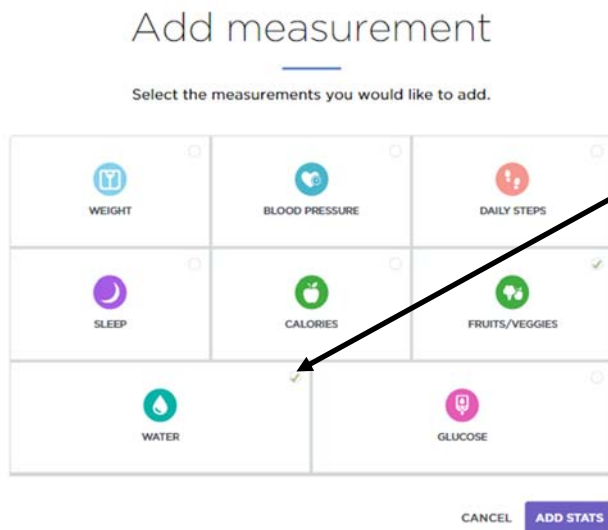 Add measurement
Select the measurements you would like to add.
WEIGHT
BLOOD PRESSURE
DAILY STEPS
SLEEP
CALORIES
FRUITS/VEGGIES
WATER
GLUCOSE
CANCEL
ADD STATS